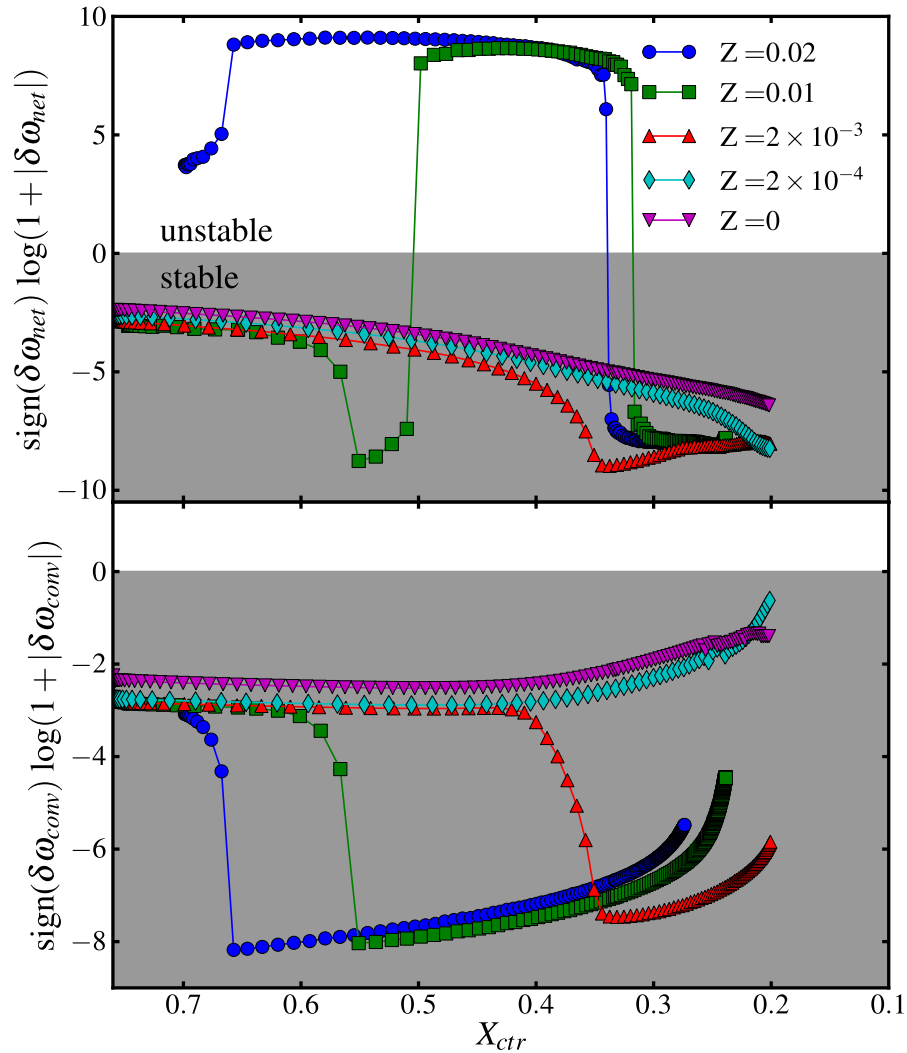 sign(δω_net) log(1 + |δω_net|)
10
5
0
−5
−10
unstable
stable
Z = 0.02
Z = 0.01
Z = 2 × 10⁻³
Z = 2 × 10⁻⁴
Z = 0
sign(δω_conv) log(1 + |δω_conv|)
0
−2
−4
−6
−8
0.7 0.6 0.5 0.4 0.3 0.2 0.1
X_ctr